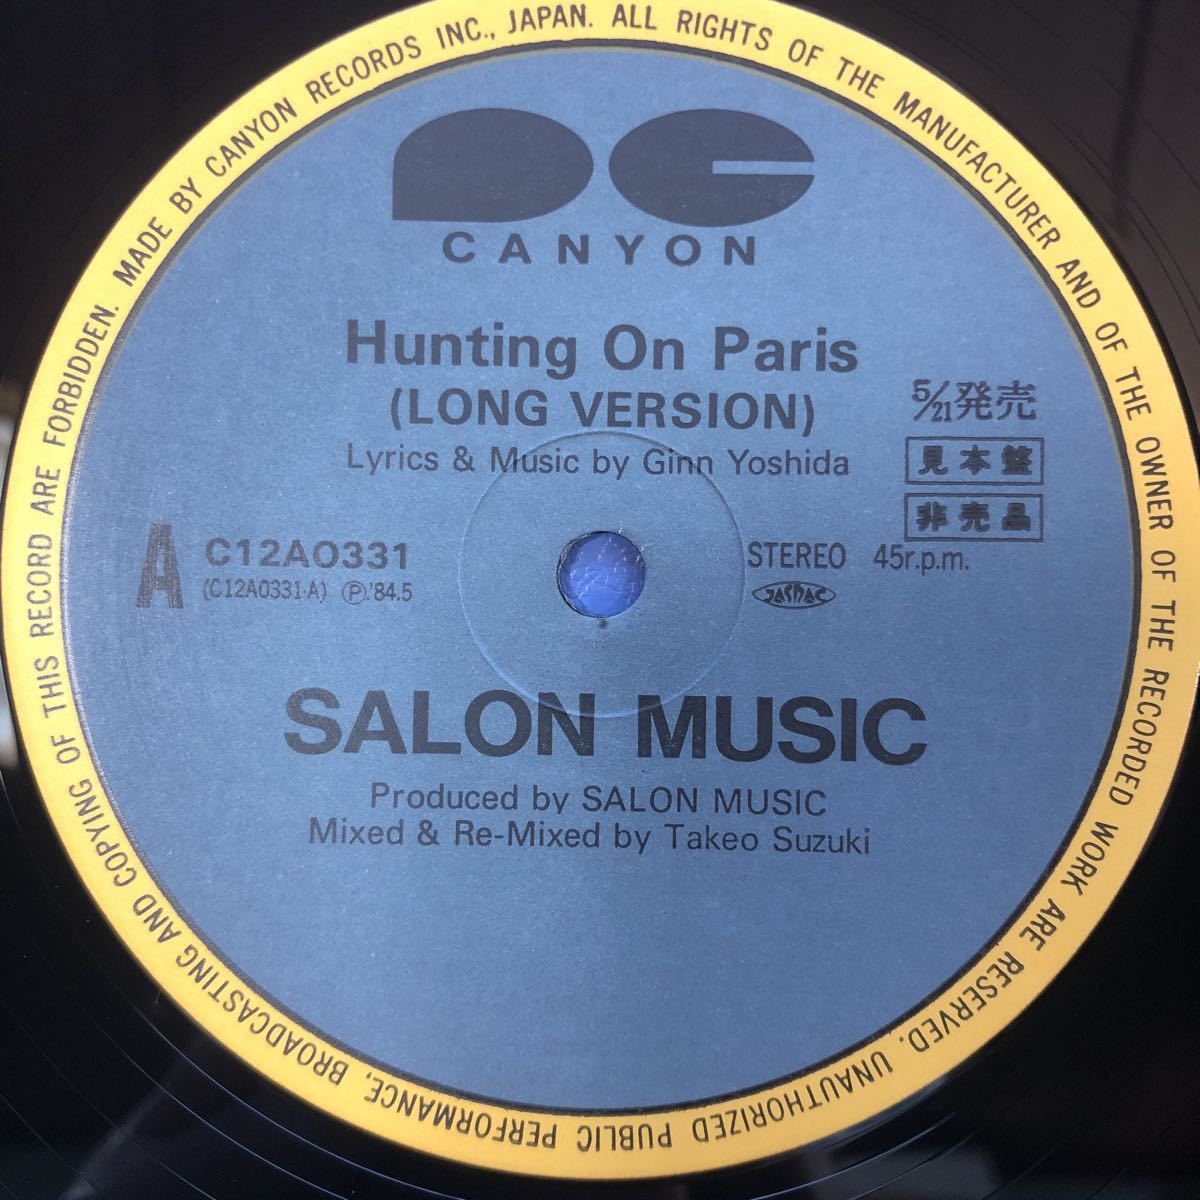 MADE BY CANYON RECORDS INC., JAPAN. ALL RIGHTS OF THE MANUFACTURER AND OF THE OWNER OF THE RECORDED WORK ARE RESERVED. UNAUTHORIZED PUBLIC PERFORMANCE, BROADCASTING AND COPYING OF THIS RECORD ARE FORBIDDEN.
PC
CANYON
Hunting On Paris
(LONG VERSION)
Lyrics & Music by Ginn Yoshida
5/21発売
見本盤
非売品
A
C12A0331
(C12A0331-A) Ⓟ'84.5
STEREO 45r.p.m.
JASRAC
SALON MUSIC
Produced by SALON MUSIC
Mixed & Re-Mixed by Takeo Suzuki